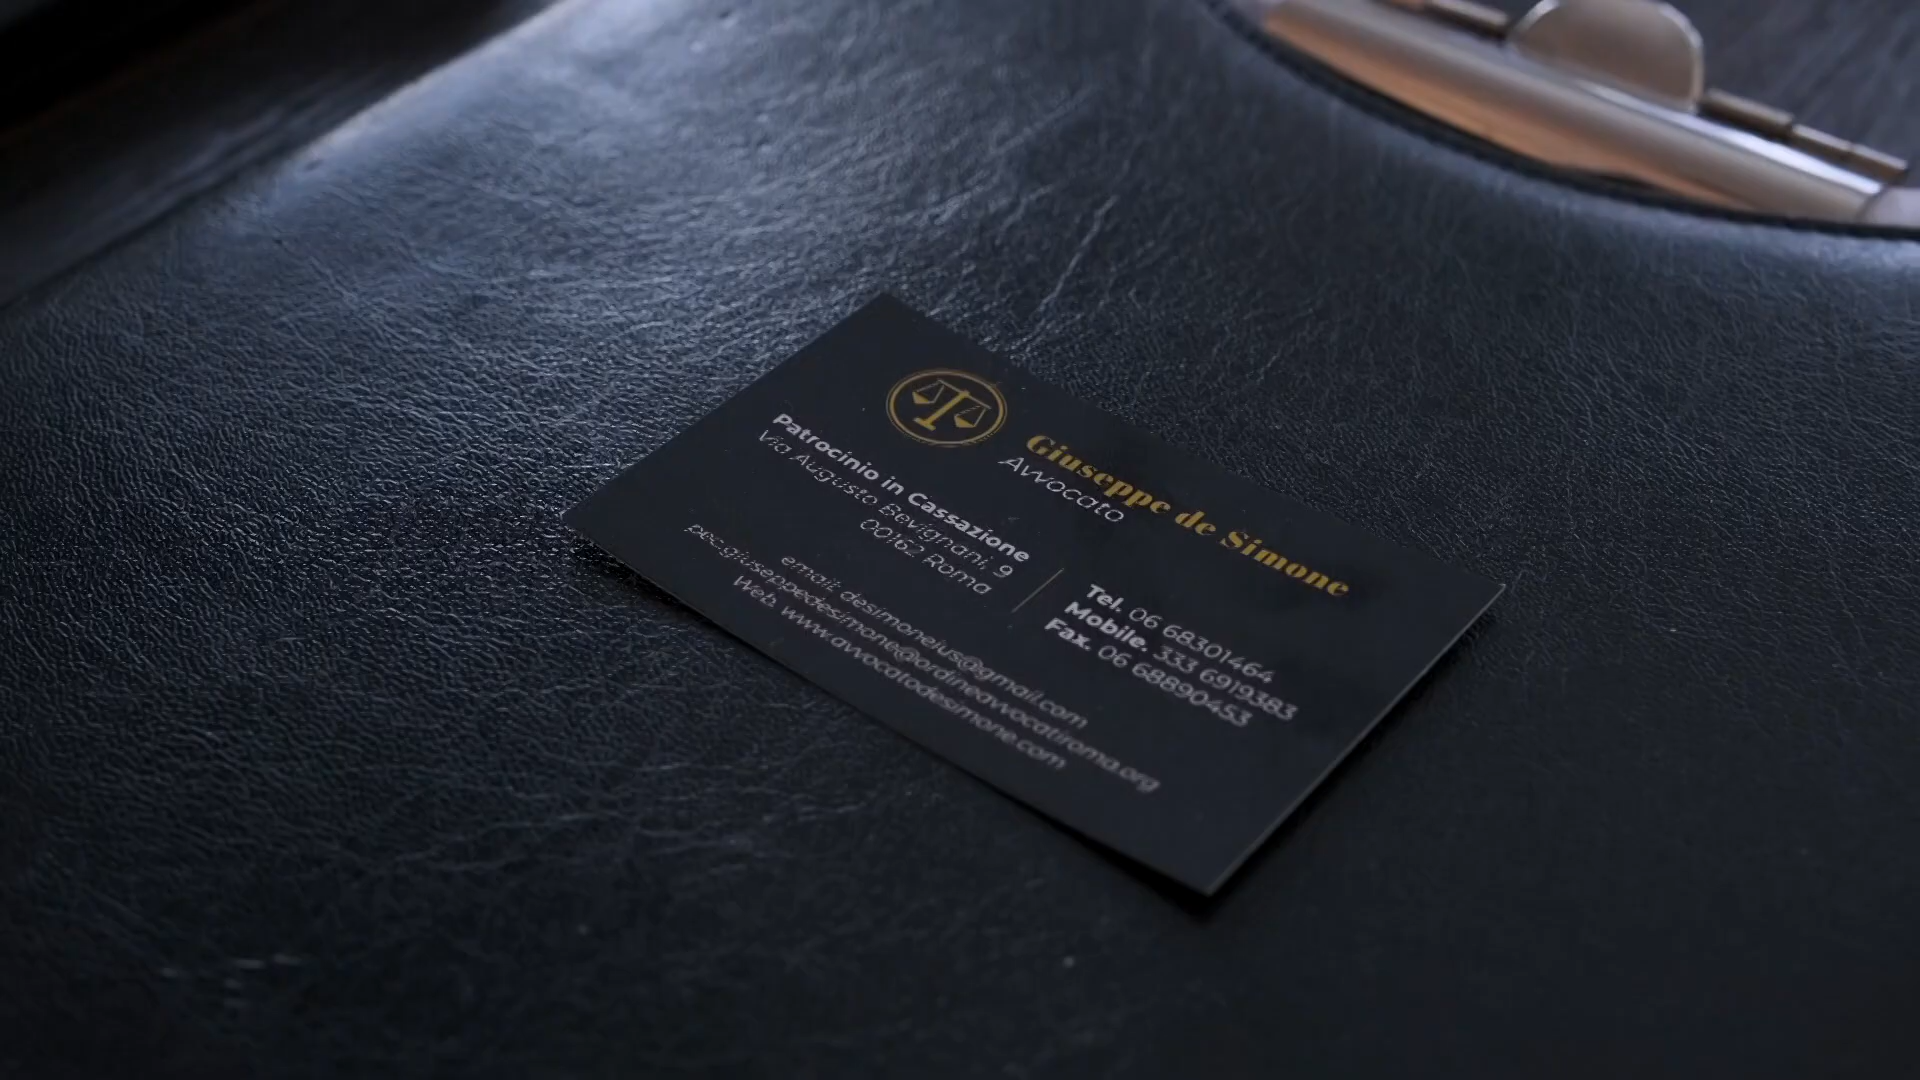 Giuseppe de Simone
Avvocato
Patrocinio in Cassazione
Via Augusto Bevignani, 9
00162 Roma
Tel. 06 68301464
Mobile. 333 6919383
Fax. 06 68890453
email: desimoneius@gmail.com
pec.giuseppedesimone@ordineavvocatiroma.org
Web. www.avvocatodesimone.com